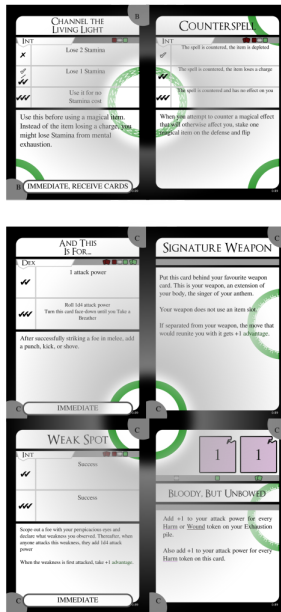 B
CHANNEL THE
LIVING LIGHT
INT
Lose 2 Stamina
Lose 1 Stamina
Use it for no
Stamina cost
Use this before using a magical item.
Instead of the item losing a charge, you
might lose Stamina from mental
exhaustion.
B
IMMEDIATE, RECEIVE CARDS
COUNTERSPELL
INT
The spell is countered, the item is depleted
The spell is countered, the item loses a charge
The spell is countered and has no effect on you
When you attempt to counter a magical effect
that will otherwise affect you, stake one
magical item on the defense and flip
C
AND THIS
IS FOR...
DEX
1 attack power
Roll 1d4 attack power
Turn this card face down until you Take a
Breather
After successfully striking a foe in melee, add
a punch, kick, or shove.
C
IMMEDIATE
C
SIGNATURE WEAPON
Put this card behind your favourite weapon
card. This is your weapon, an extension of
your body, the singer of your anthem.
Your weapon does not use an item slot.
If separated from your weapon, the move that
would reunite you with it gets +1 advantage.
C
C
WEAK SPOT
INT
Success
Success
Scope out a foe with your perspicacious eyes and
declare what weakness you observed. Thereafter, when
anyone attacks this weakness, they add 1d4 attack
power
When the weakness is first attacked, take +1 advantage.
C
IMMEDIATE
C
1
1
BLOODY, BUT UNBOWED
Add +1 to your attack power for every
Harm or Wound token on your Exhaustion
pile.
Also add +1 to your attack power for every
Harm token on this card.
C